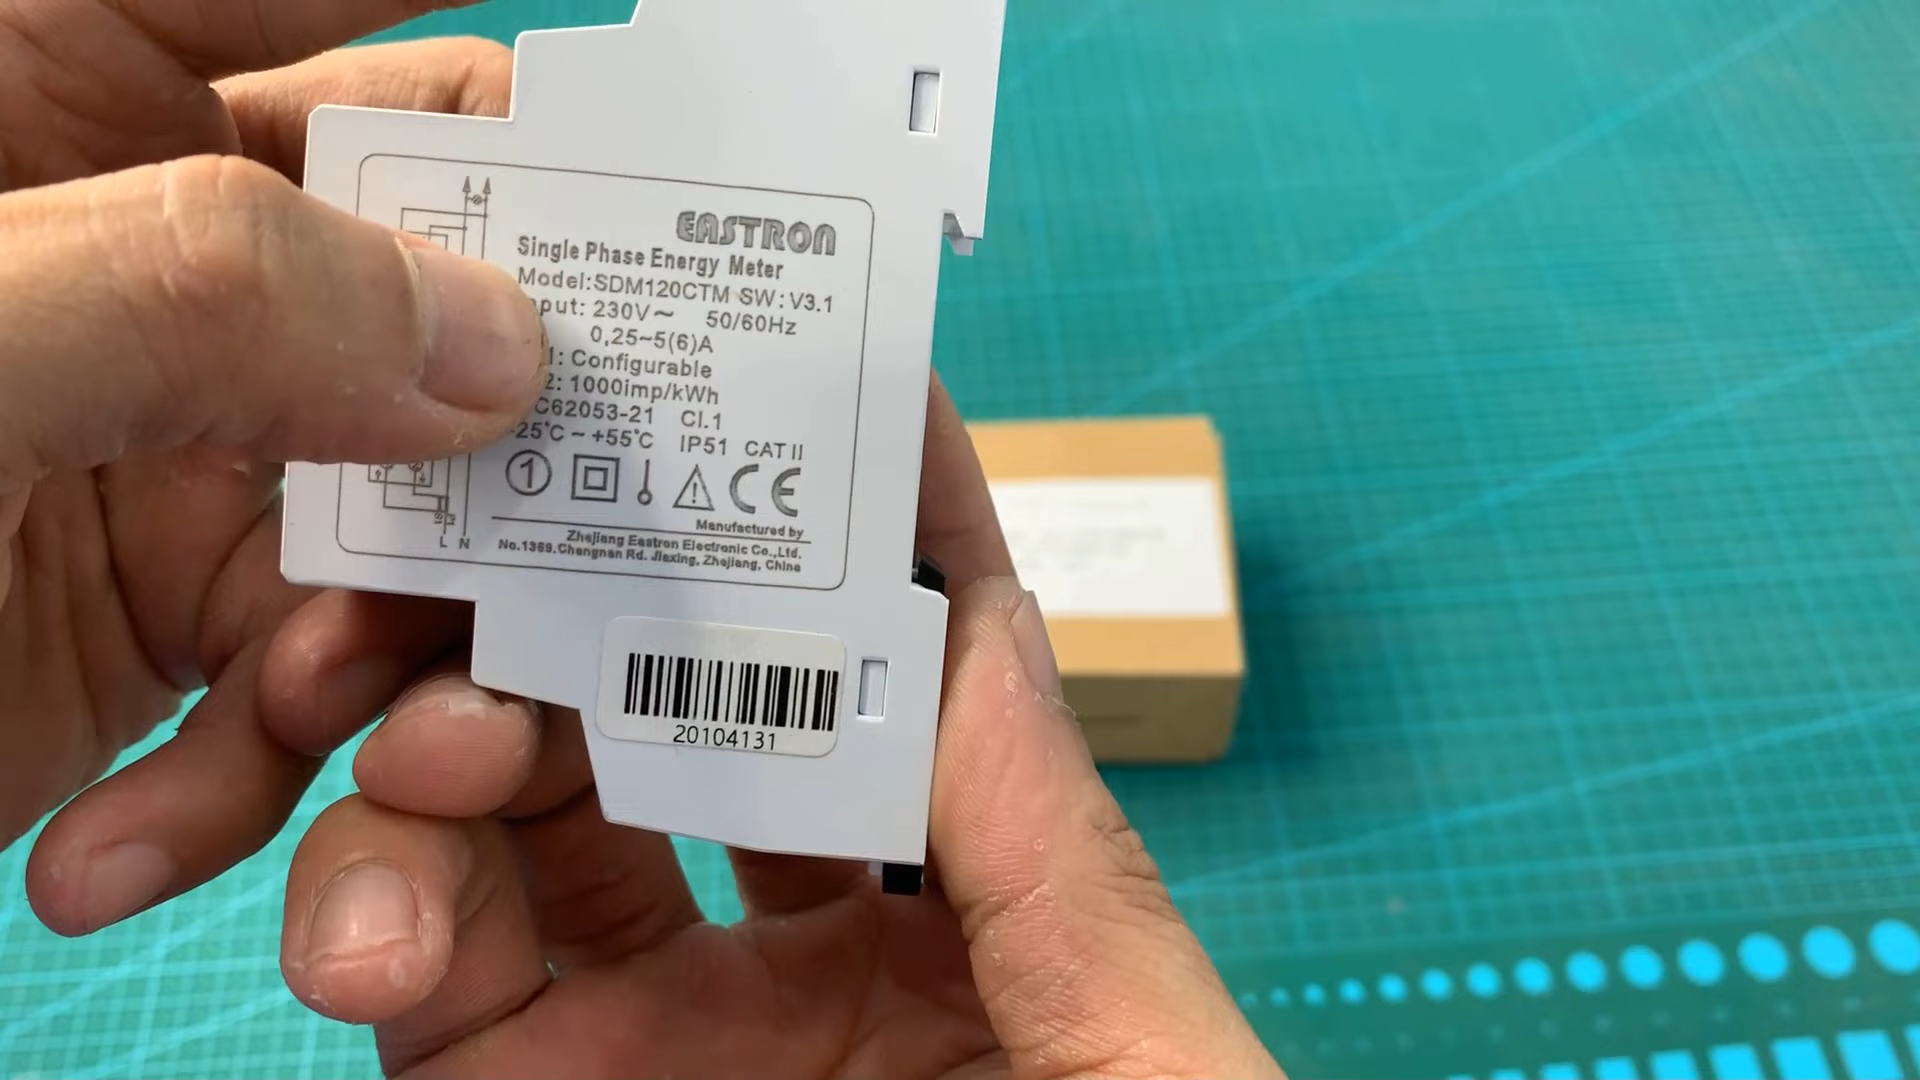 EASTRON
Single Phase Energy Meter
Model:SDM120CTM SW:V3.1
put: 230V~ 50/60Hz
0,25~5(6)A
1: Configurable
2: 1000imp/kWh
C62053-21 Cl.1
-25°C ~ +55°C IP51 CAT II
1 CE
Manufactured by
Zhejiang Eastron Electronic Co.,Ltd.
No.1369.Chengnan Rd. Jiaxing, Zhejiang, China
L N
20104131